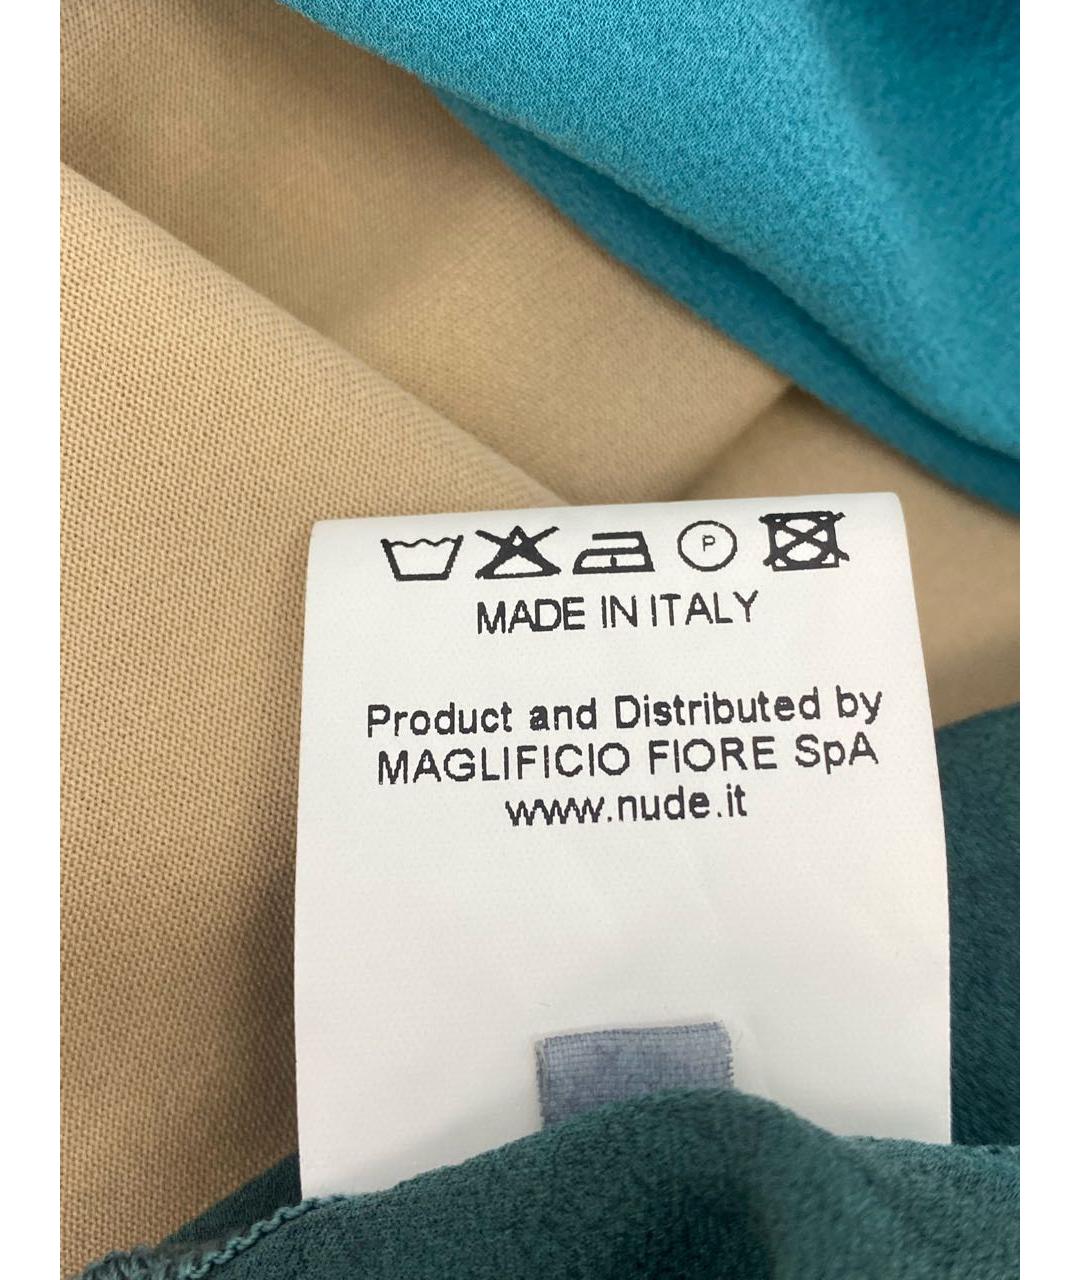 P
MADE IN ITALY
Product and Distributed by
MAGLIFICIO FIORE SpA
www.nude.it